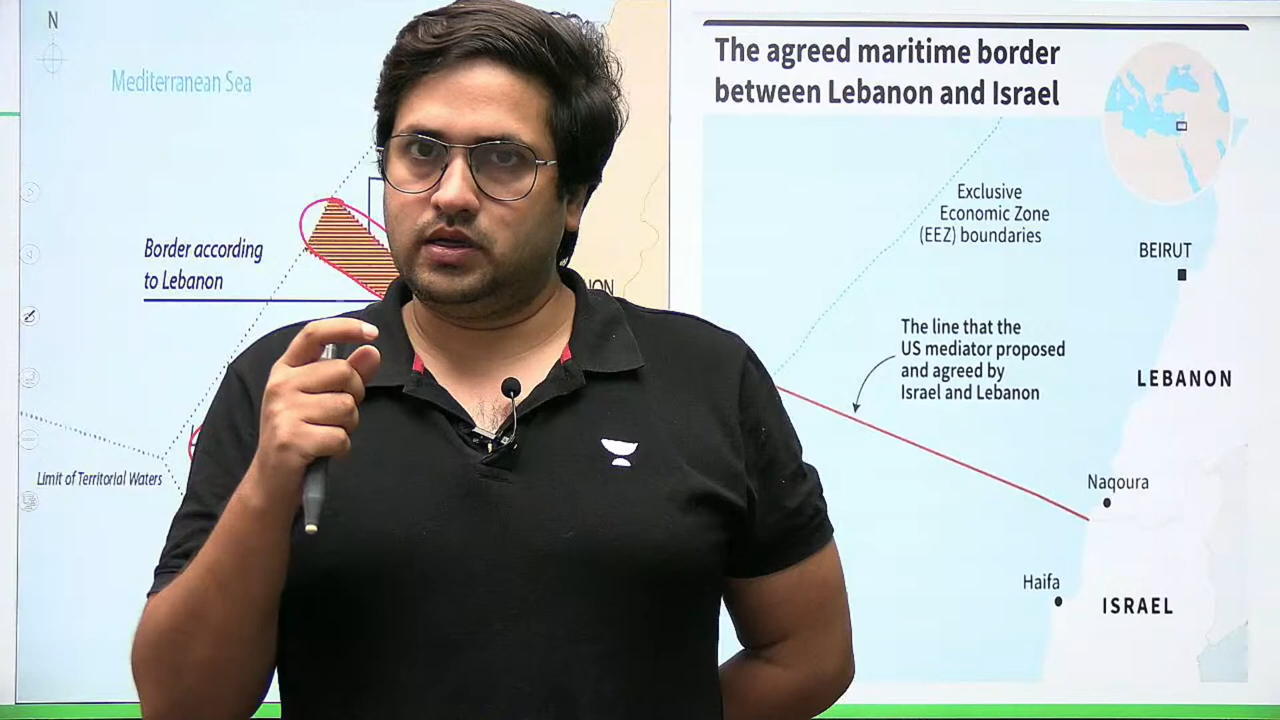 N
Mediterranean Sea
Border according
to Lebanon
Limit of Territorial Waters
The agreed maritime border
between Lebanon and Israel
Exclusive
Economic Zone
(EEZ) boundaries
BEIRUT
The line that the
US mediator proposed
and agreed by
Israel and Lebanon
LEBANON
Naqoura
Haifa
ISRAEL